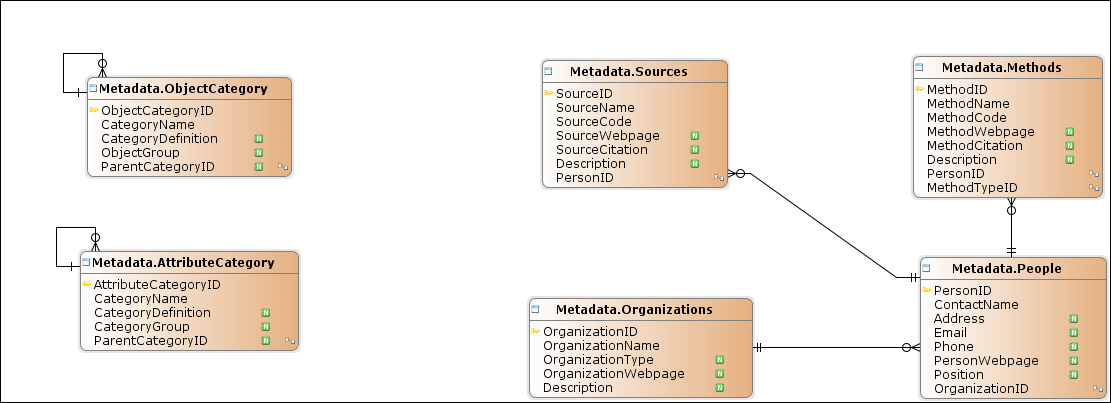 Metadata.ObjectCategory
ObjectCategoryID
CategoryName
CategoryDefinition N
ObjectGroup N
ParentCategoryID N
Metadata.AttributeCategory
AttributeCategoryID
CategoryName
CategoryDefinition N
CategoryGroup N
ParentCategoryID N
Metadata.Sources
SourceID
SourceName
SourceCode
SourceWebpage N
SourceCitation N
Description N
PersonID
Metadata.Organizations
OrganizationID
OrganizationName
OrganizationType N
OrganizationWebpage N
Description N
Metadata.Methods
MethodID
MethodName
MethodCode
MethodWebpage N
MethodCitation N
Description N
PersonID
MethodTypeID
Metadata.People
PersonID
ContactName
Address N
Email N
Phone N
PersonWebpage N
Position N
OrganizationID